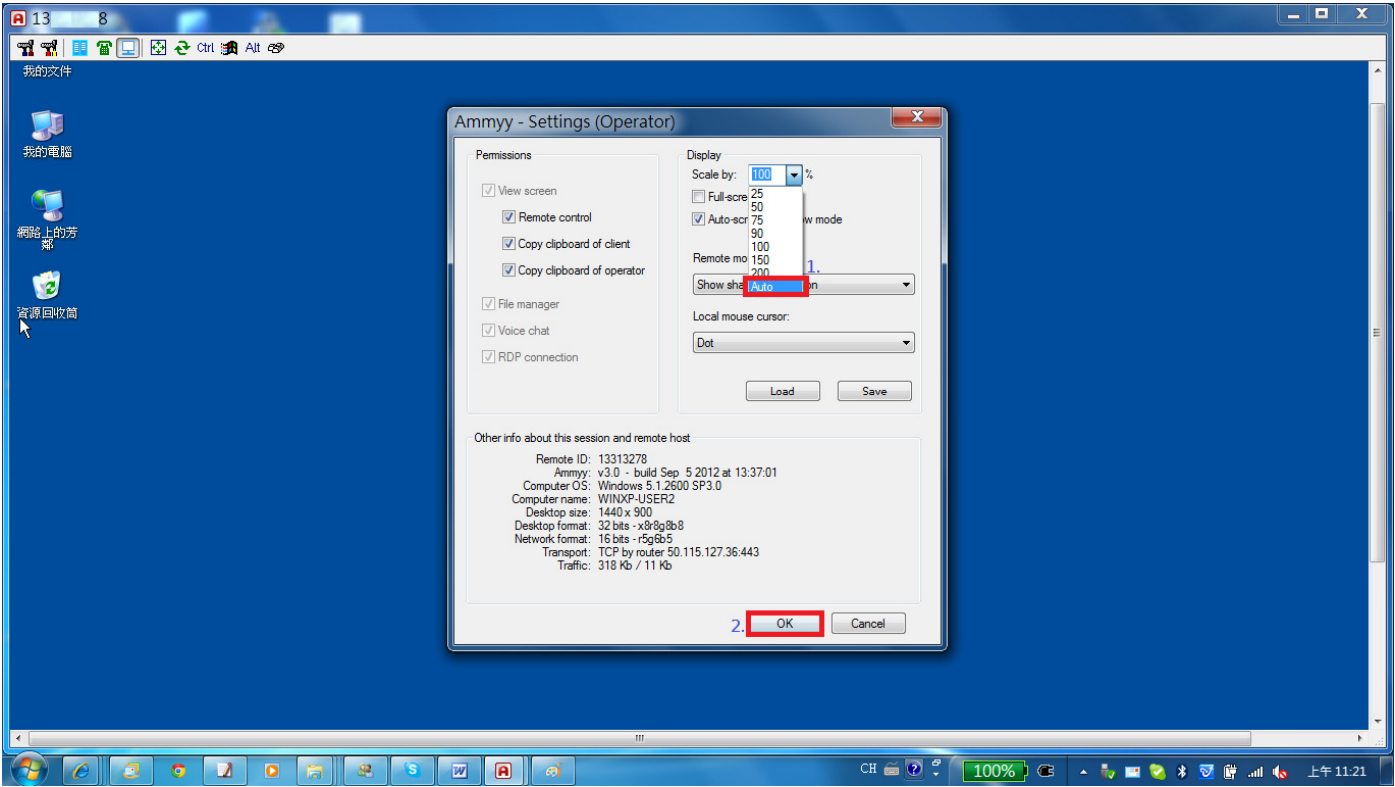 13 8
Ctrl Alt
我的文件
我的電腦
網路上的芳
鄰
資源回收筒
Ammyy - Settings (Operator)
Permissions
View screen
Remote control
Copy clipboard of client
Copy clipboard of operator
File manager
Voice chat
RDP connection
Display
Scale by: 100 %
25
Full-scre
50
75
Auto-scr w mode
90
100
Remote mo
150
1.
200
Show sha Auto on
Local mouse cursor:
Dot
Load Save
Other info about this session and remote host
Remote ID: 13313278
Ammyy: v3.0 - build Sep 5 2012 at 13:37:01
Computer OS: Windows 5.1.2600 SP3.0
Computer name: WINXP-USER2
Desktop size: 1440 x 900
Desktop format: 32 bits - x8r8g8b8
Network format: 16 bits - r5g6b5
Transport: TCP by router 50.115.127.36:443
Traffic: 318 Kb / 11 Kb
2. OK Cancel
CH 100% 上午 11:21